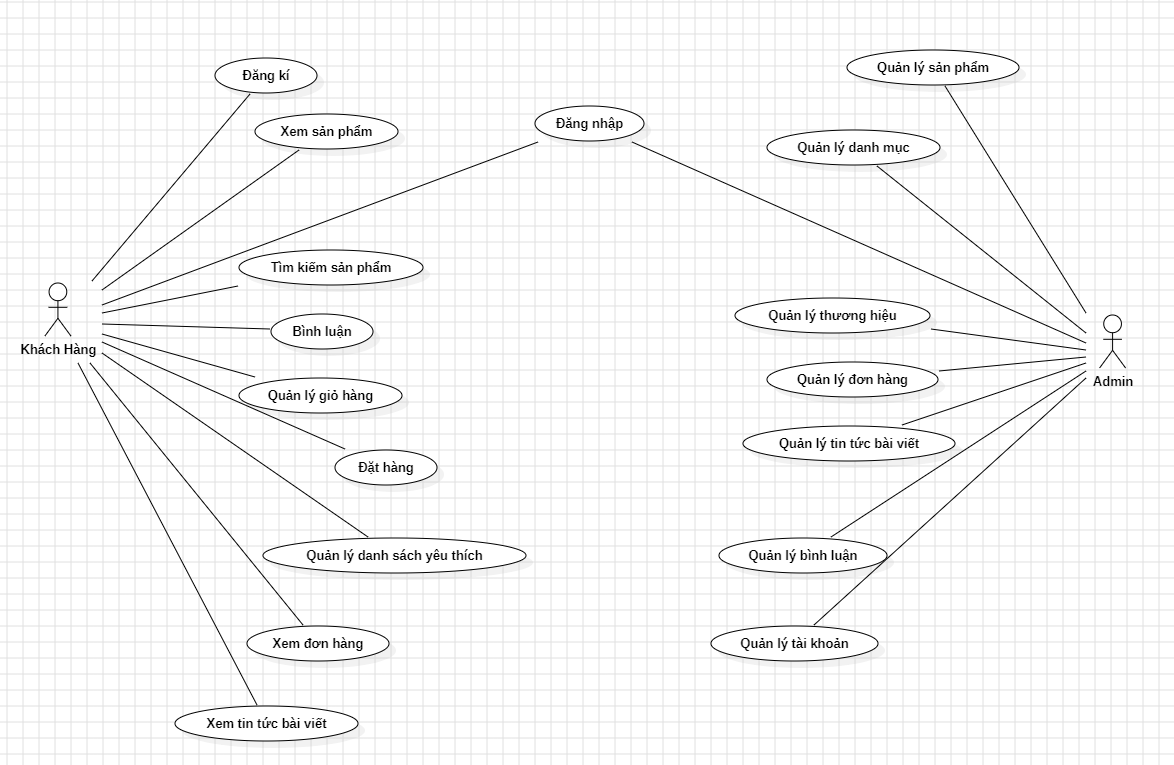 Đăng kí
Xem sản phẩm
Đăng nhập
Tìm kiếm sản phẩm
Bình luận
Khách Hàng
Quản lý giỏ hàng
Đặt hàng
Quản lý danh sách yêu thích
Xem đơn hàng
Xem tin tức bài viết
Quản lý sản phẩm
Quản lý danh mục
Quản lý thương hiệu
Quản lý đơn hàng
Admin
Quản lý tin tức bài viết
Quản lý bình luận
Quản lý tài khoản